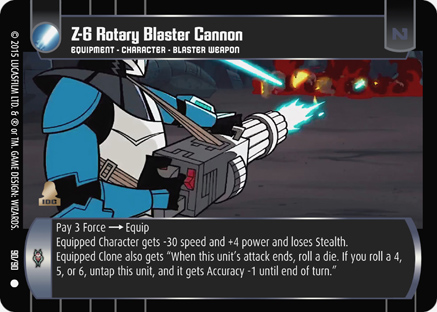 Z-6 Rotary Blaster Cannon
EQUIPMENT • CHARACTER • BLASTER WEAPON
N
© 2015 LUCASFILM LTD. & ® or TM. GAME DESIGN: WIZARDS.
100
90/90
Pay 3 Force → Equip
Equipped Character gets -30 speed and +4 power and loses Stealth.
Equipped Clone also gets "When this unit's attack ends, roll a die. If you roll a 4,
5, or 6, untap this unit, and it gets Accuracy -1 until end of turn."